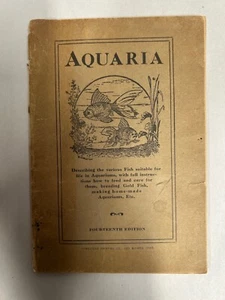 AQUARIA
Describing the various Fish suitable for
life in Aquariums, with full instruc-
tions how to feed and care for
them, breeding Gold Fish,
making home-made
Aquariums, Etc.
FOURTEENTH EDITION